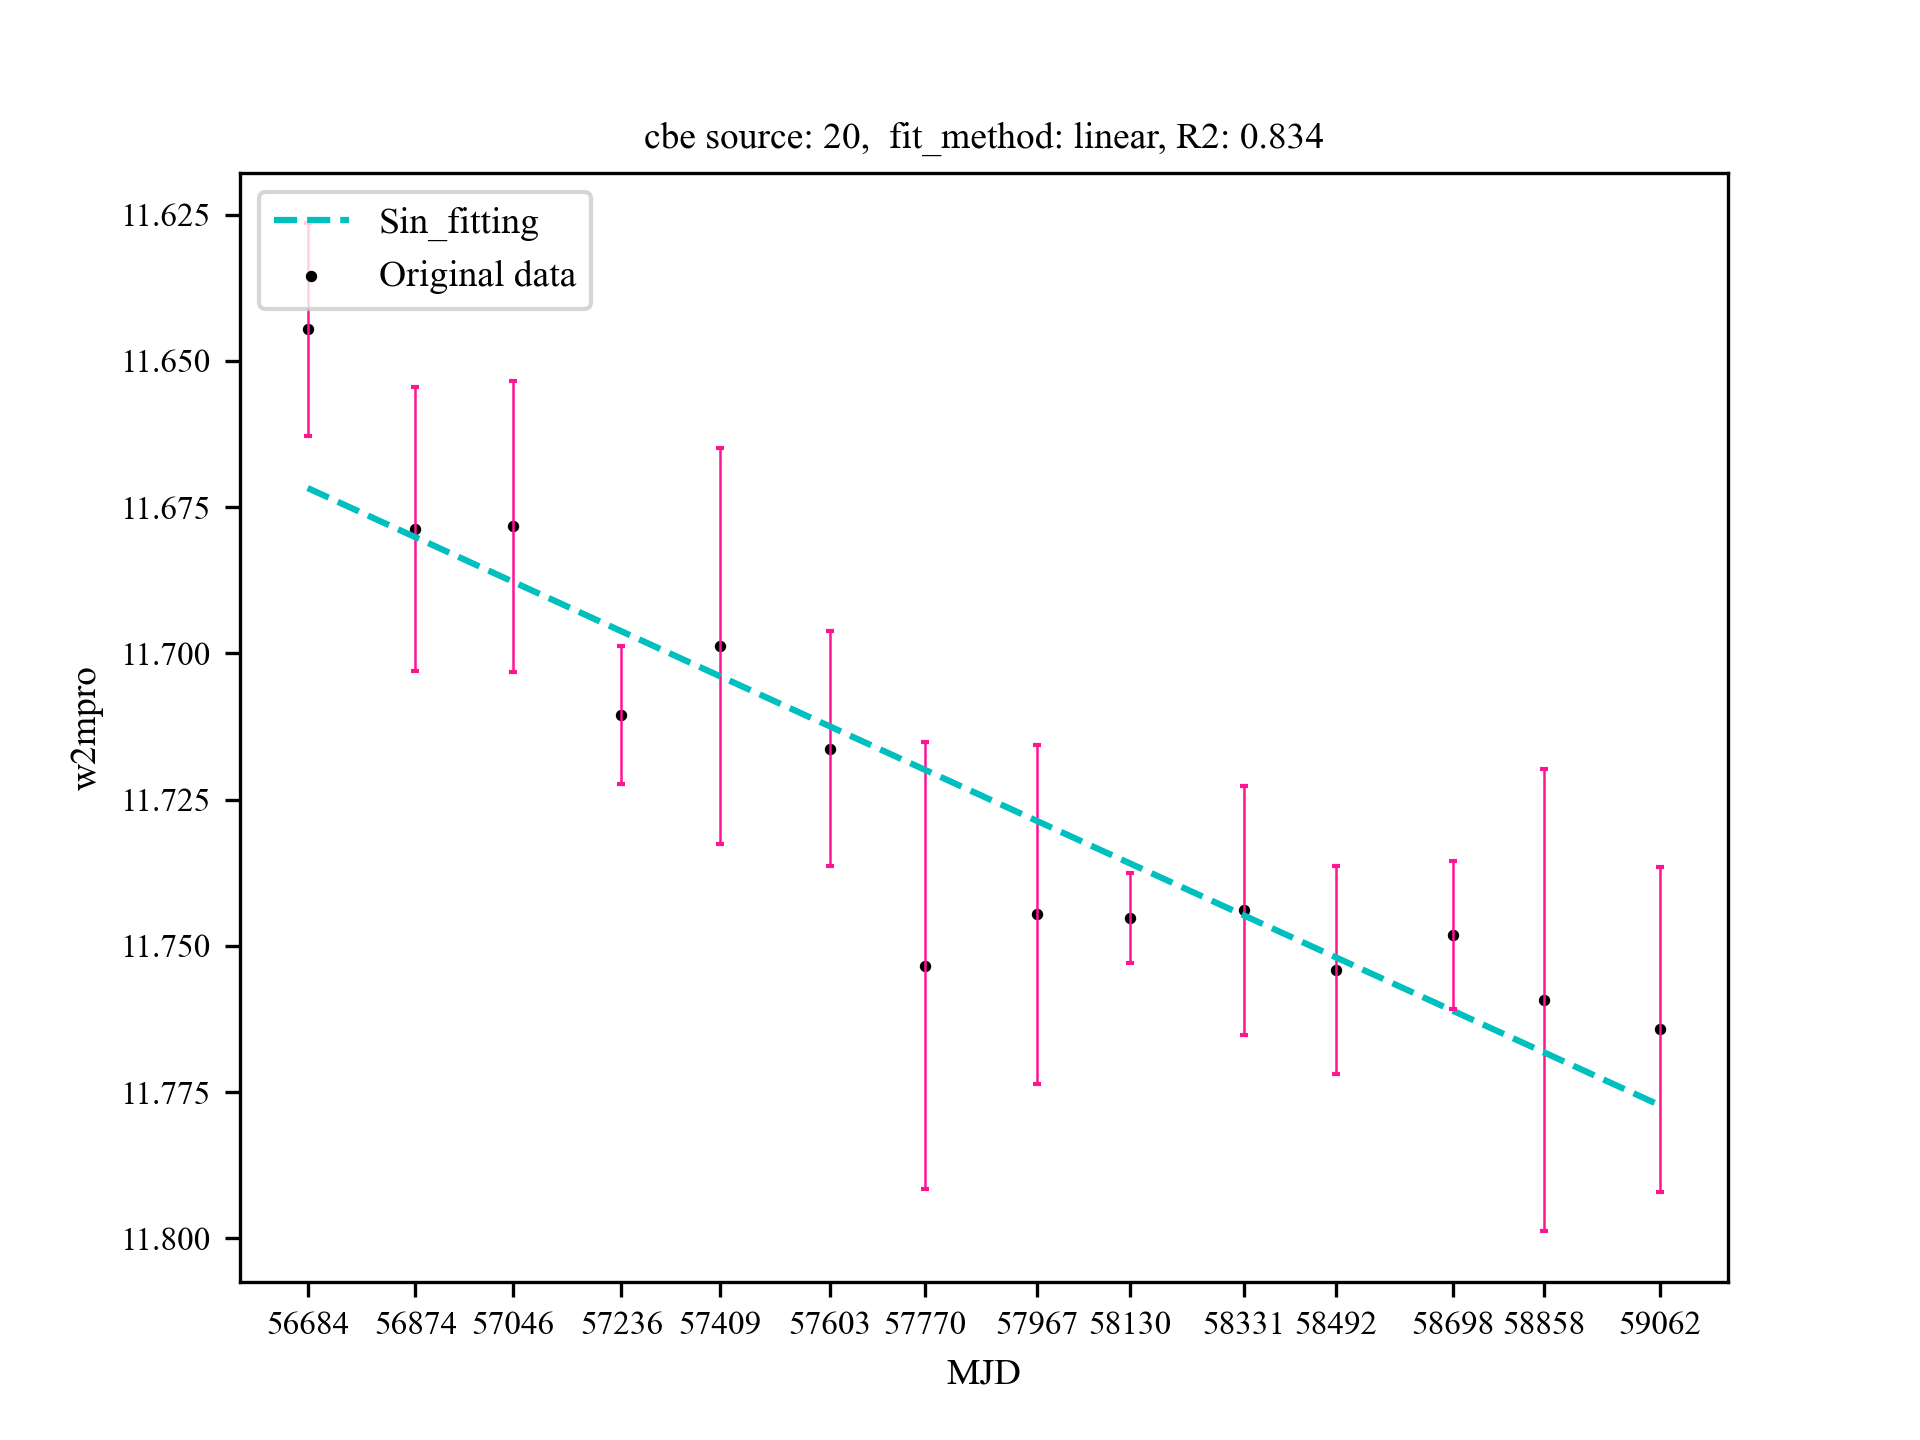 cbe source: 20,  fit_method: linear, R2: 0.834
Sin_fitting
Original data
11.625
11.650
11.675
11.700
11.725
11.750
11.775
11.800
w2mpro
56684 56874 57046 57236 57409 57603 57770 57967 58130 58331 58492 58698 58858 59062
MJD